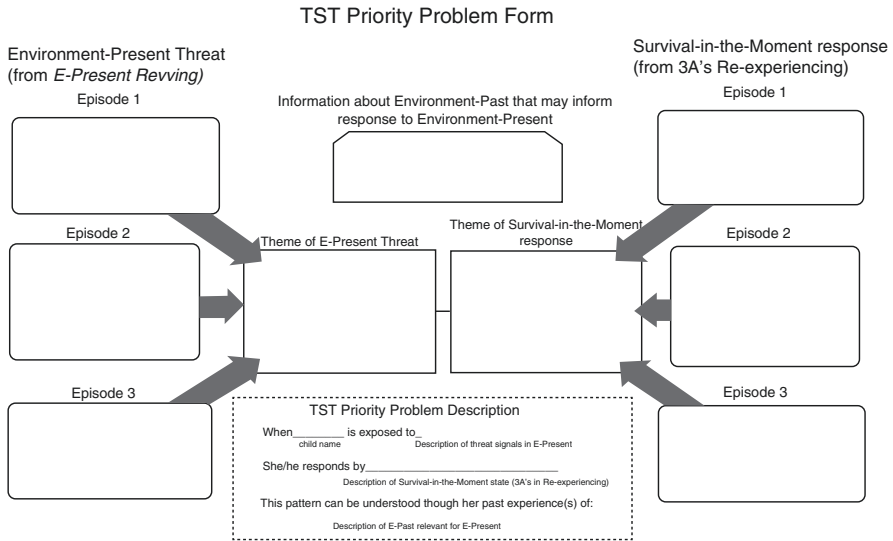 TST Priority Problem Form
Environment-Present Threat
(from E-Present Revving)
Episode 1
Episode 2
Episode 3
Information about Environment-Past that may inform
response to Environment-Present
Theme of E-Present Threat
Theme of Survival-in-the-Moment
response
Survival-in-the-Moment response
(from 3A's Re-experiencing)
Episode 1
Episode 2
Episode 3
TST Priority Problem Description
When________ is exposed to_
child name
Description of threat signals in E-Present
She/he responds by______________________________
Description of Survival-in-the-Moment state (3A's in Re-experiencing)
This pattern can be understood though her past experience(s) of:
Description of E-Past relevant for E-Present